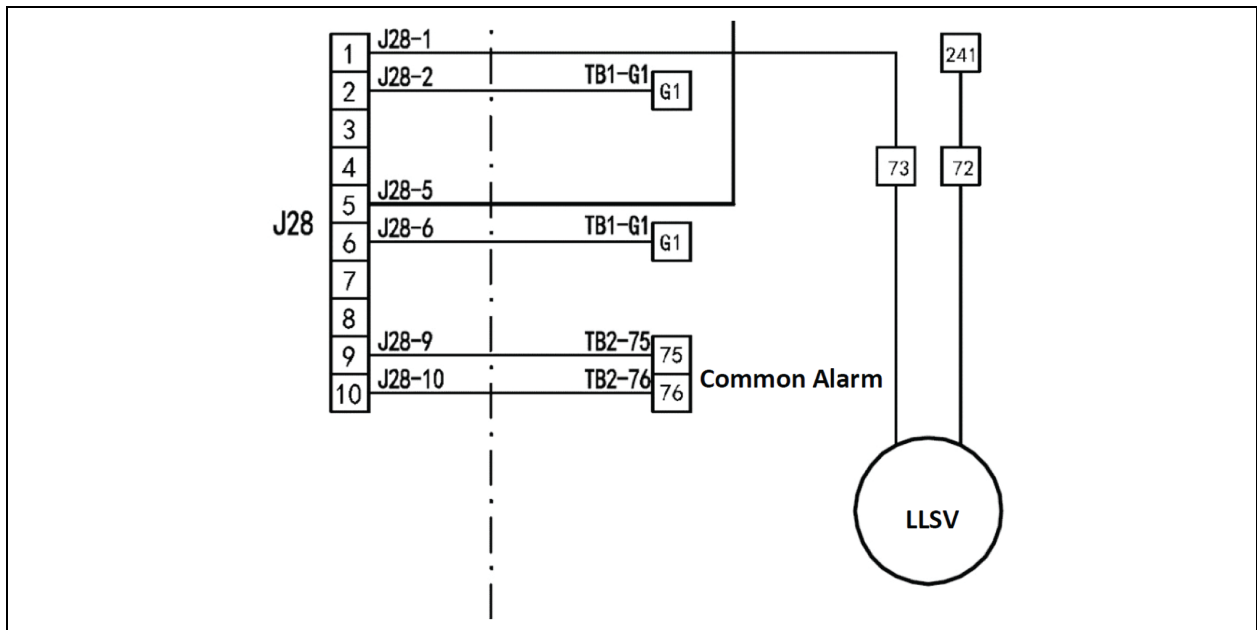 1 J28-1 241
2 J28-2 TB1-G1 G1
3
4 73 72
5 J28-5
J28
6 J28-6 TB1-G1 G1
7
8
9 J28-9 TB2-75 75
10 J28-10 TB2-76 76
Common Alarm
LLSV